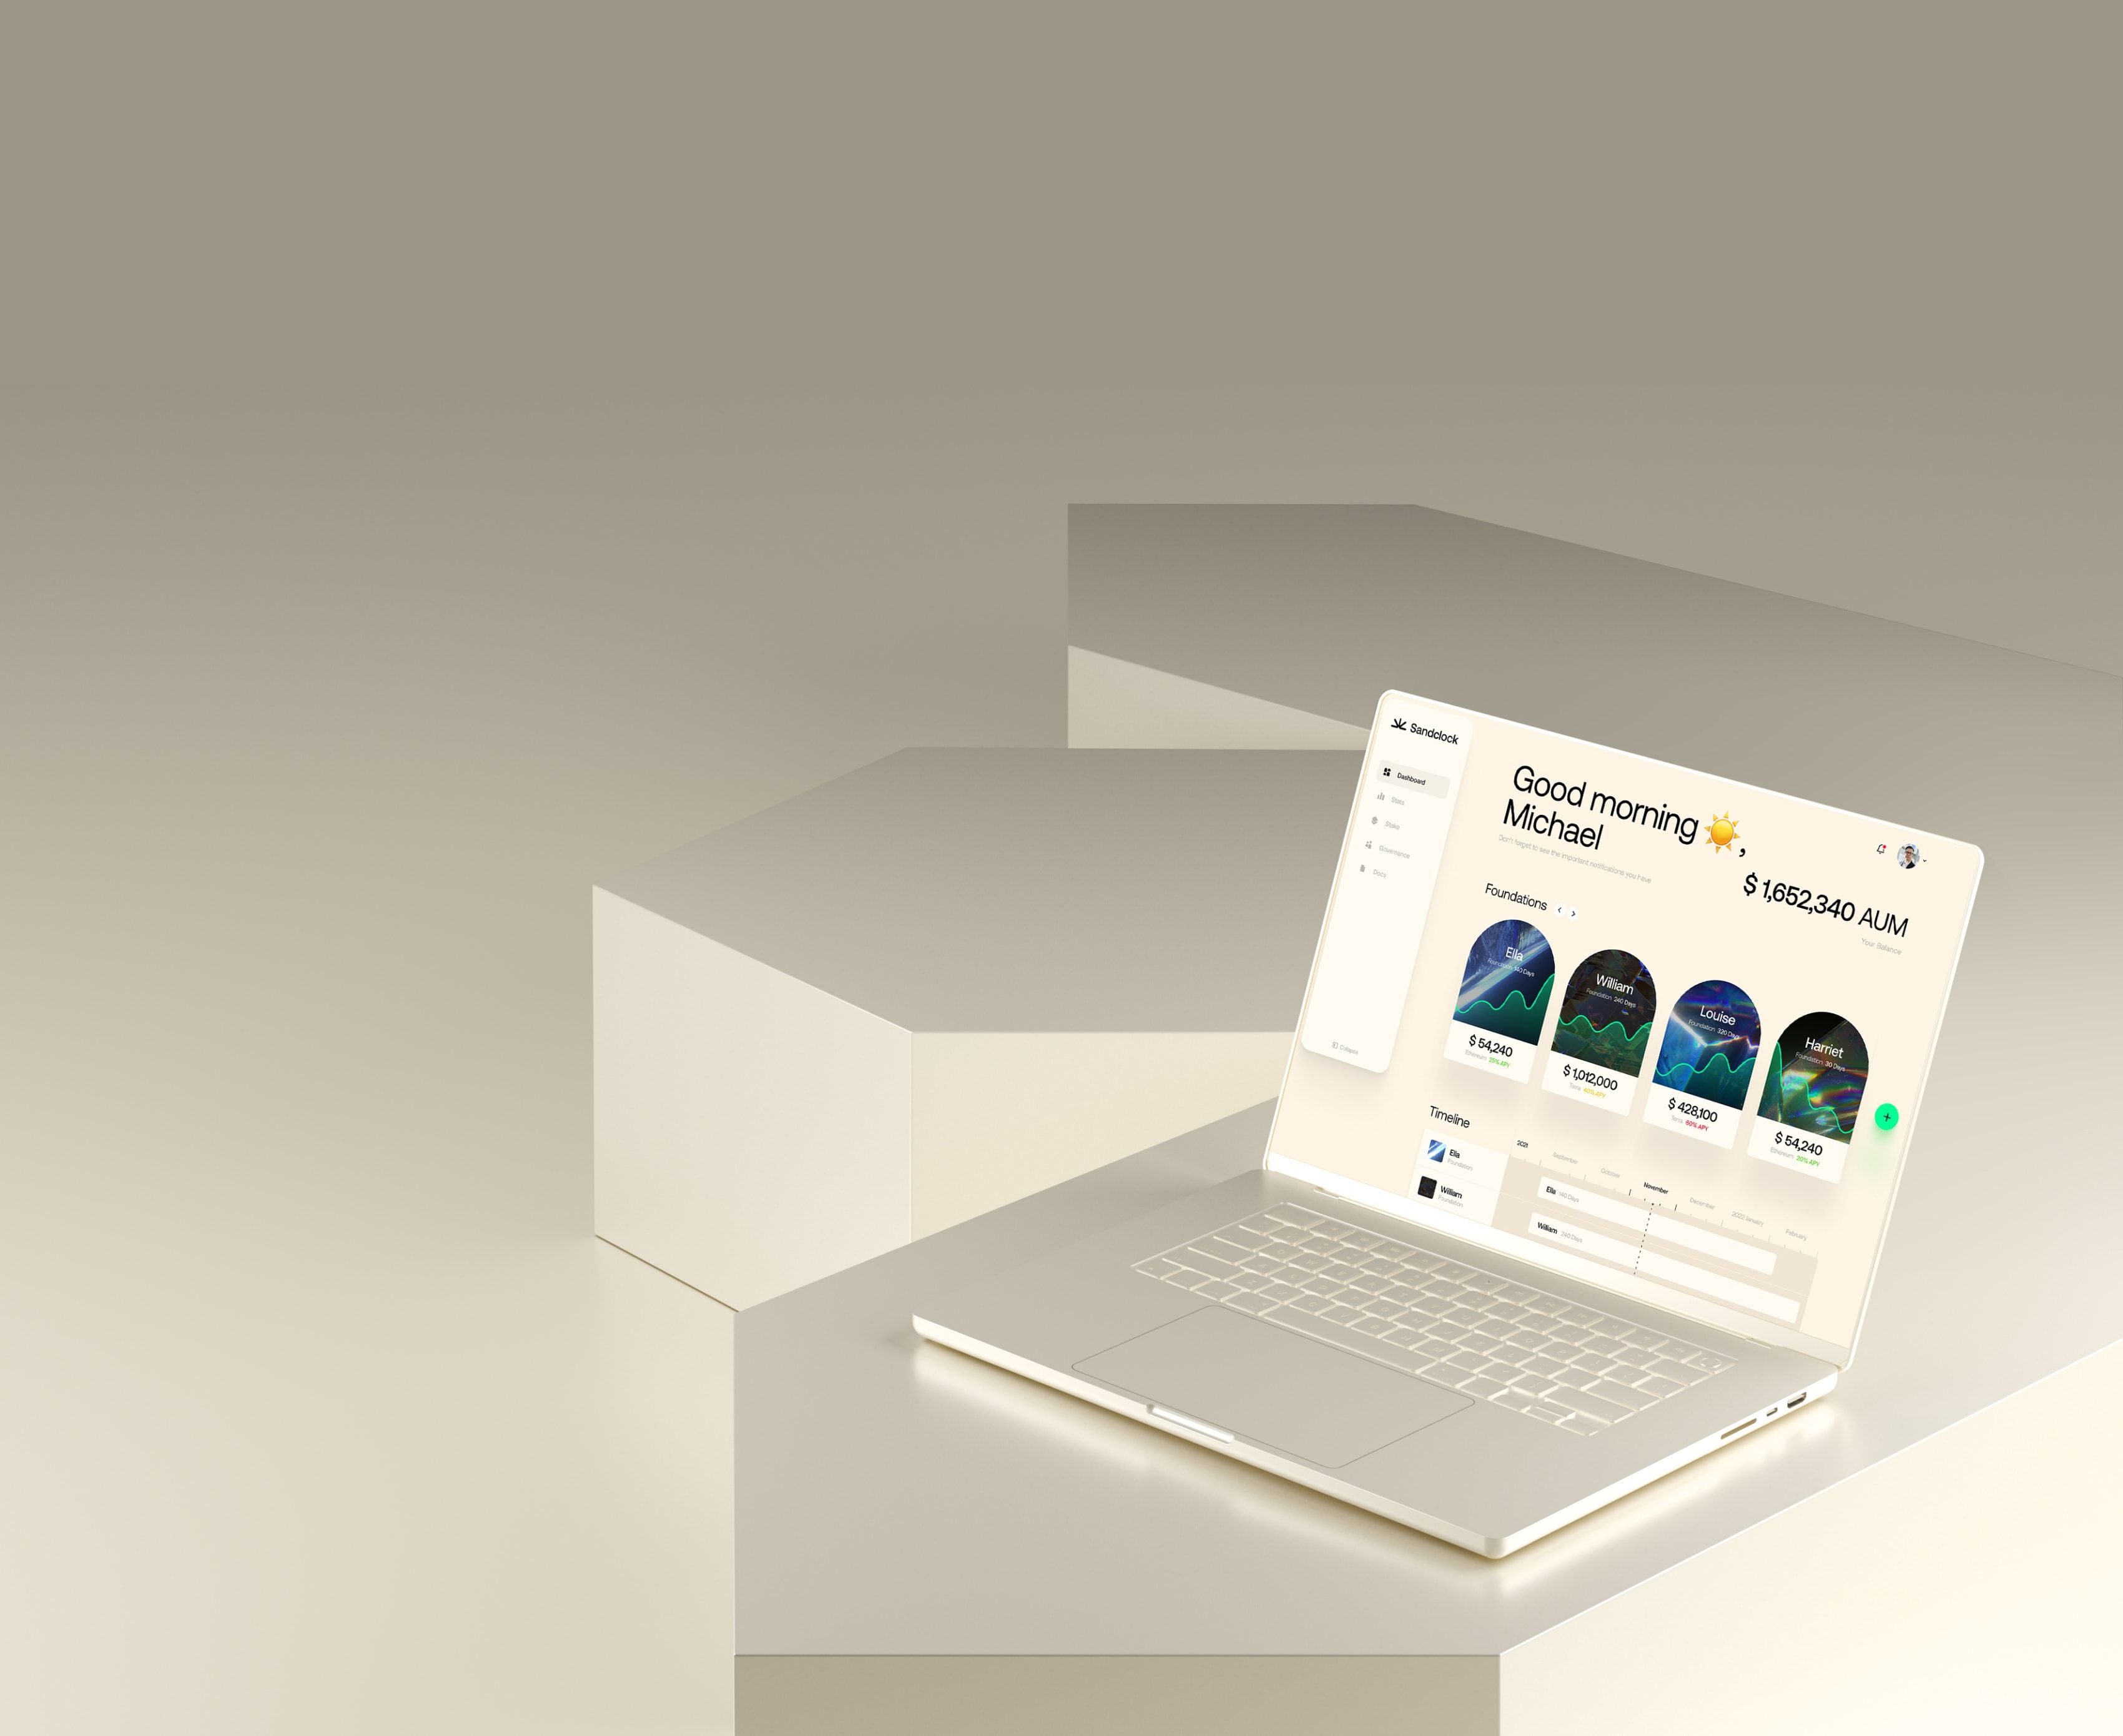 Sandclock
Dashboard
Stats
Stake
Governance
Docs
Collapse
Good morning ☀️,
Michael
Don't forget to see the important notifications you have
$ 1,652,340 AUM
Your Balance
Foundations
Ella
Foundation 140 Days
$ 54,240
Ethereum 20% APY
William
Foundation 240 Days
$ 1,012,000
Terra 40% APY
Louise
Foundation 320 Days
$ 428,100
Terra 60% APY
Harriet
Foundation 30 Days
$ 54,240
Ethereum 20% APY
Timeline
2021 September October November December 2022 January February
Ella
Foundation
Ella 140 Days
William
Foundation
William 240 Days